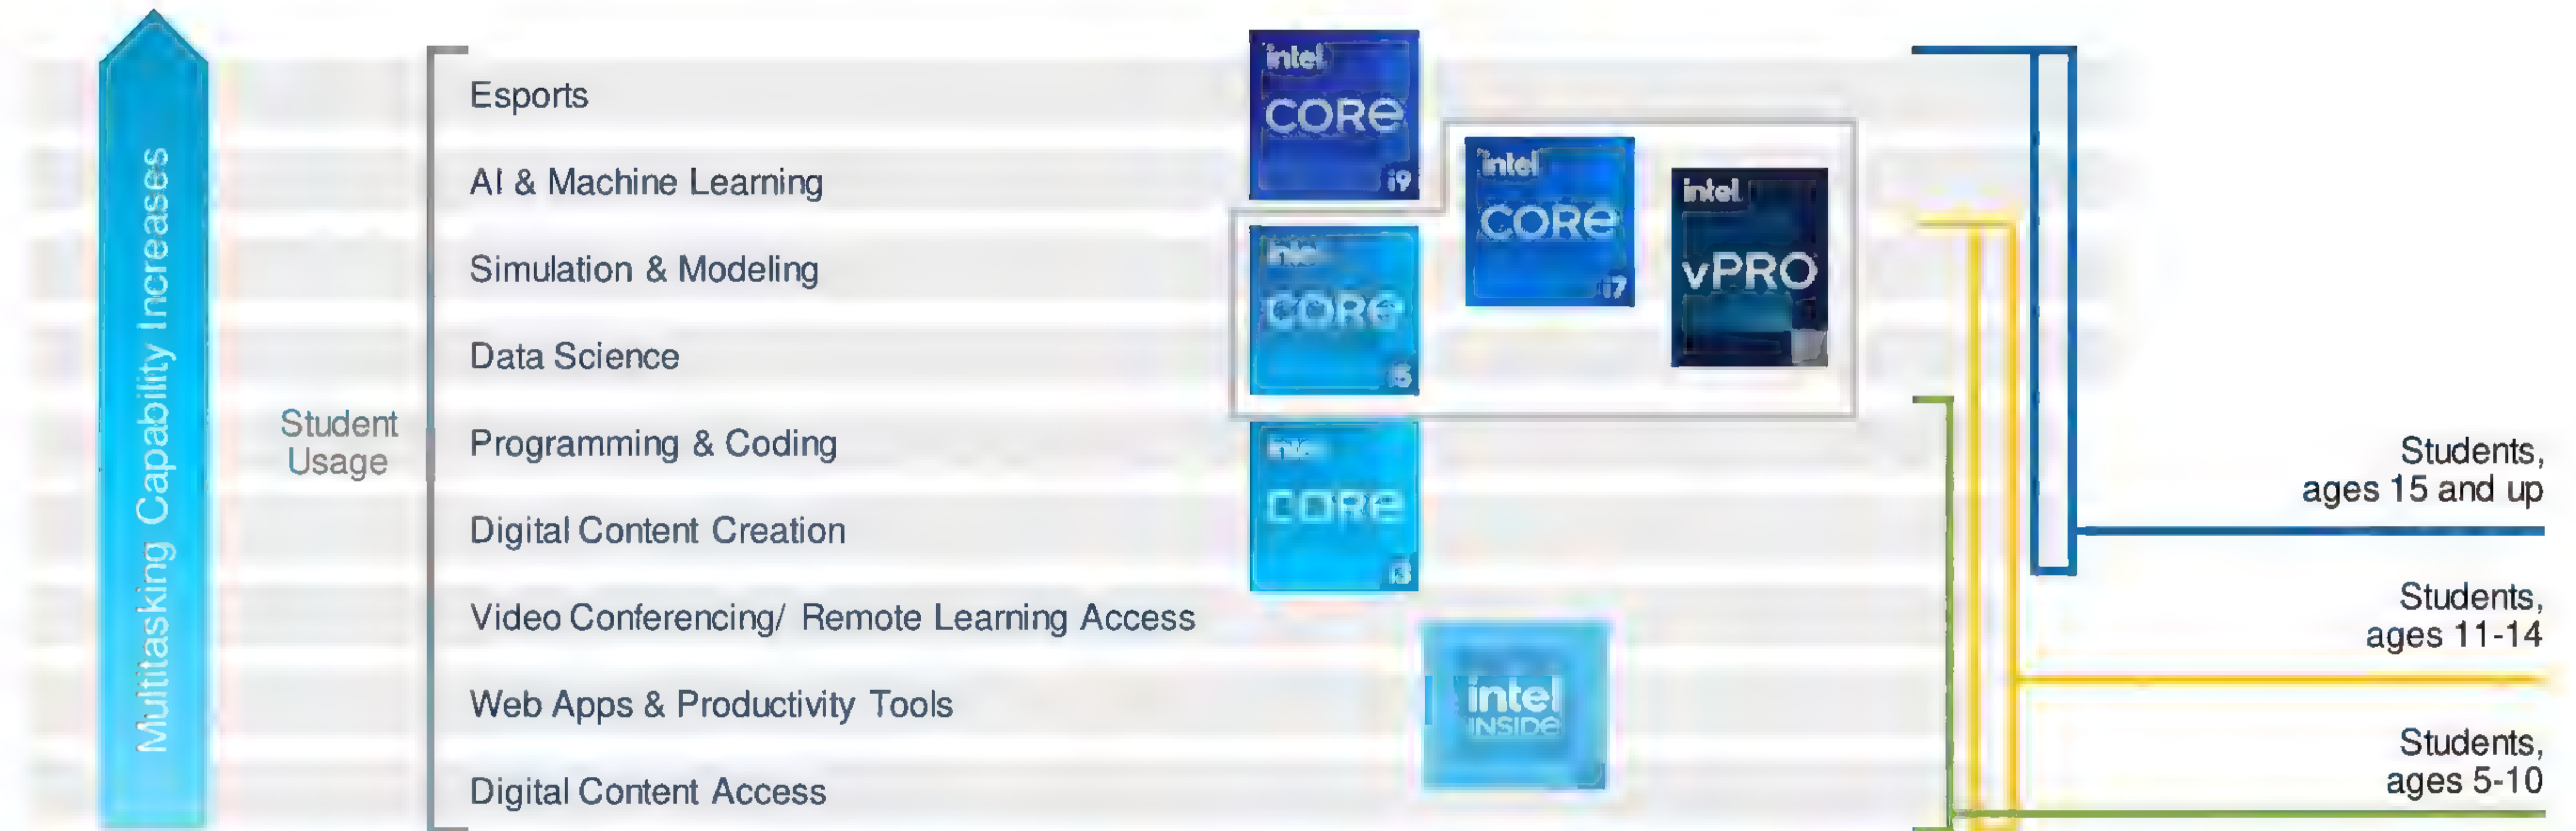 Multitasking Capability Increases
Student
Usage
Esports
AI & Machine Learning
Simulation & Modeling
Data Science
Programming & Coding
Digital Content Creation
Video Conferencing/ Remote Learning Access
Web Apps & Productivity Tools
Digital Content Access
intel
CORE
i9
intel
CORE
i7
intel
vPRO
intel
CORE
i5
intel
CORE
i3
intel
INSIDE
Students,
ages 15 and up
Students,
ages 11-14
Students,
ages 5-10